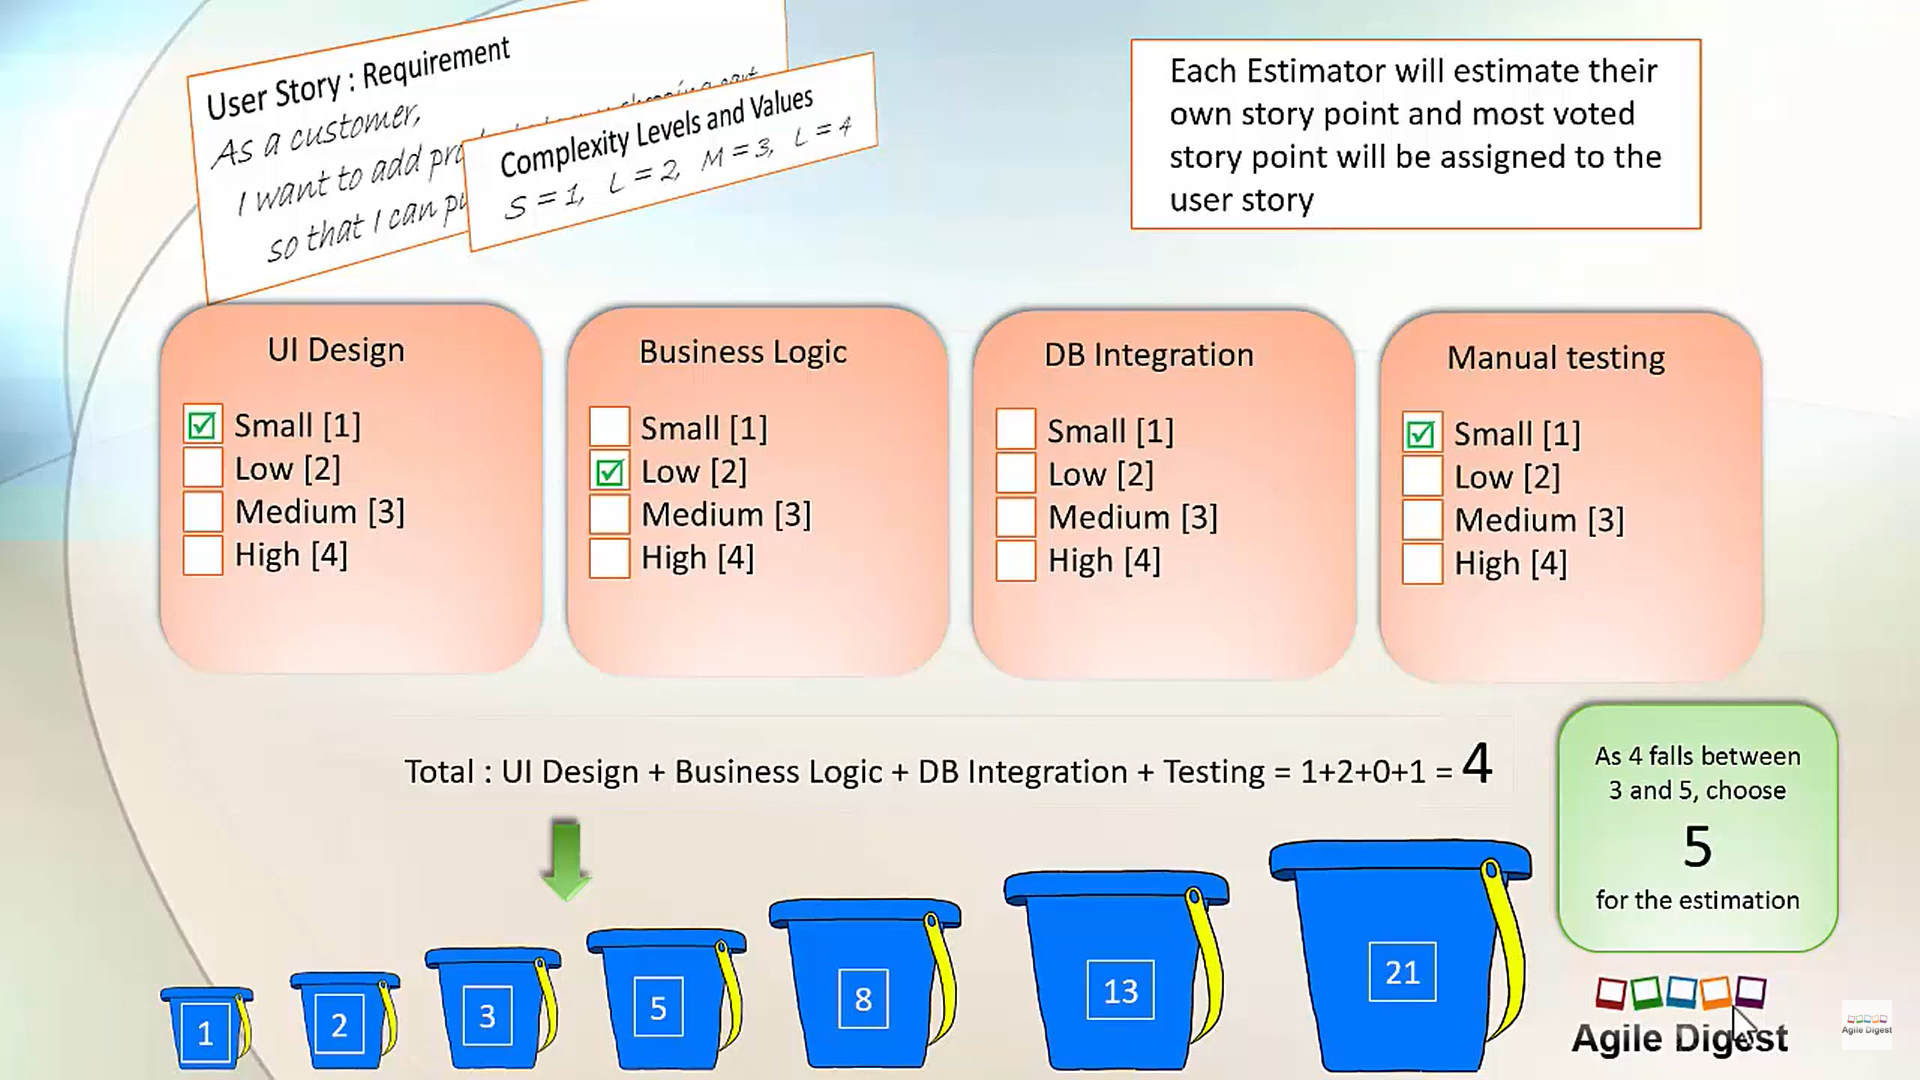 User Story : Requirement
As a customer,
I want to add
so that I can
Complexity Levels and Values
S = 1, L = 2, M = 3, L = 4
Each Estimator will estimate their
own story point and most voted
story point will be assigned to the
user story
UI Design
Small [1]
Low [2]
Medium [3]
High [4]
Business Logic
Small [1]
Low [2]
Medium [3]
High [4]
DB Integration
Small [1]
Low [2]
Medium [3]
High [4]
Manual testing
Small [1]
Low [2]
Medium [3]
High [4]
Total : UI Design + Business Logic + DB Integration + Testing = 1+2+0+1 = 4
As 4 falls between
3 and 5, choose
5
for the estimation
1
2
3
5
8
13
21
Agile Digest
Agile Digest